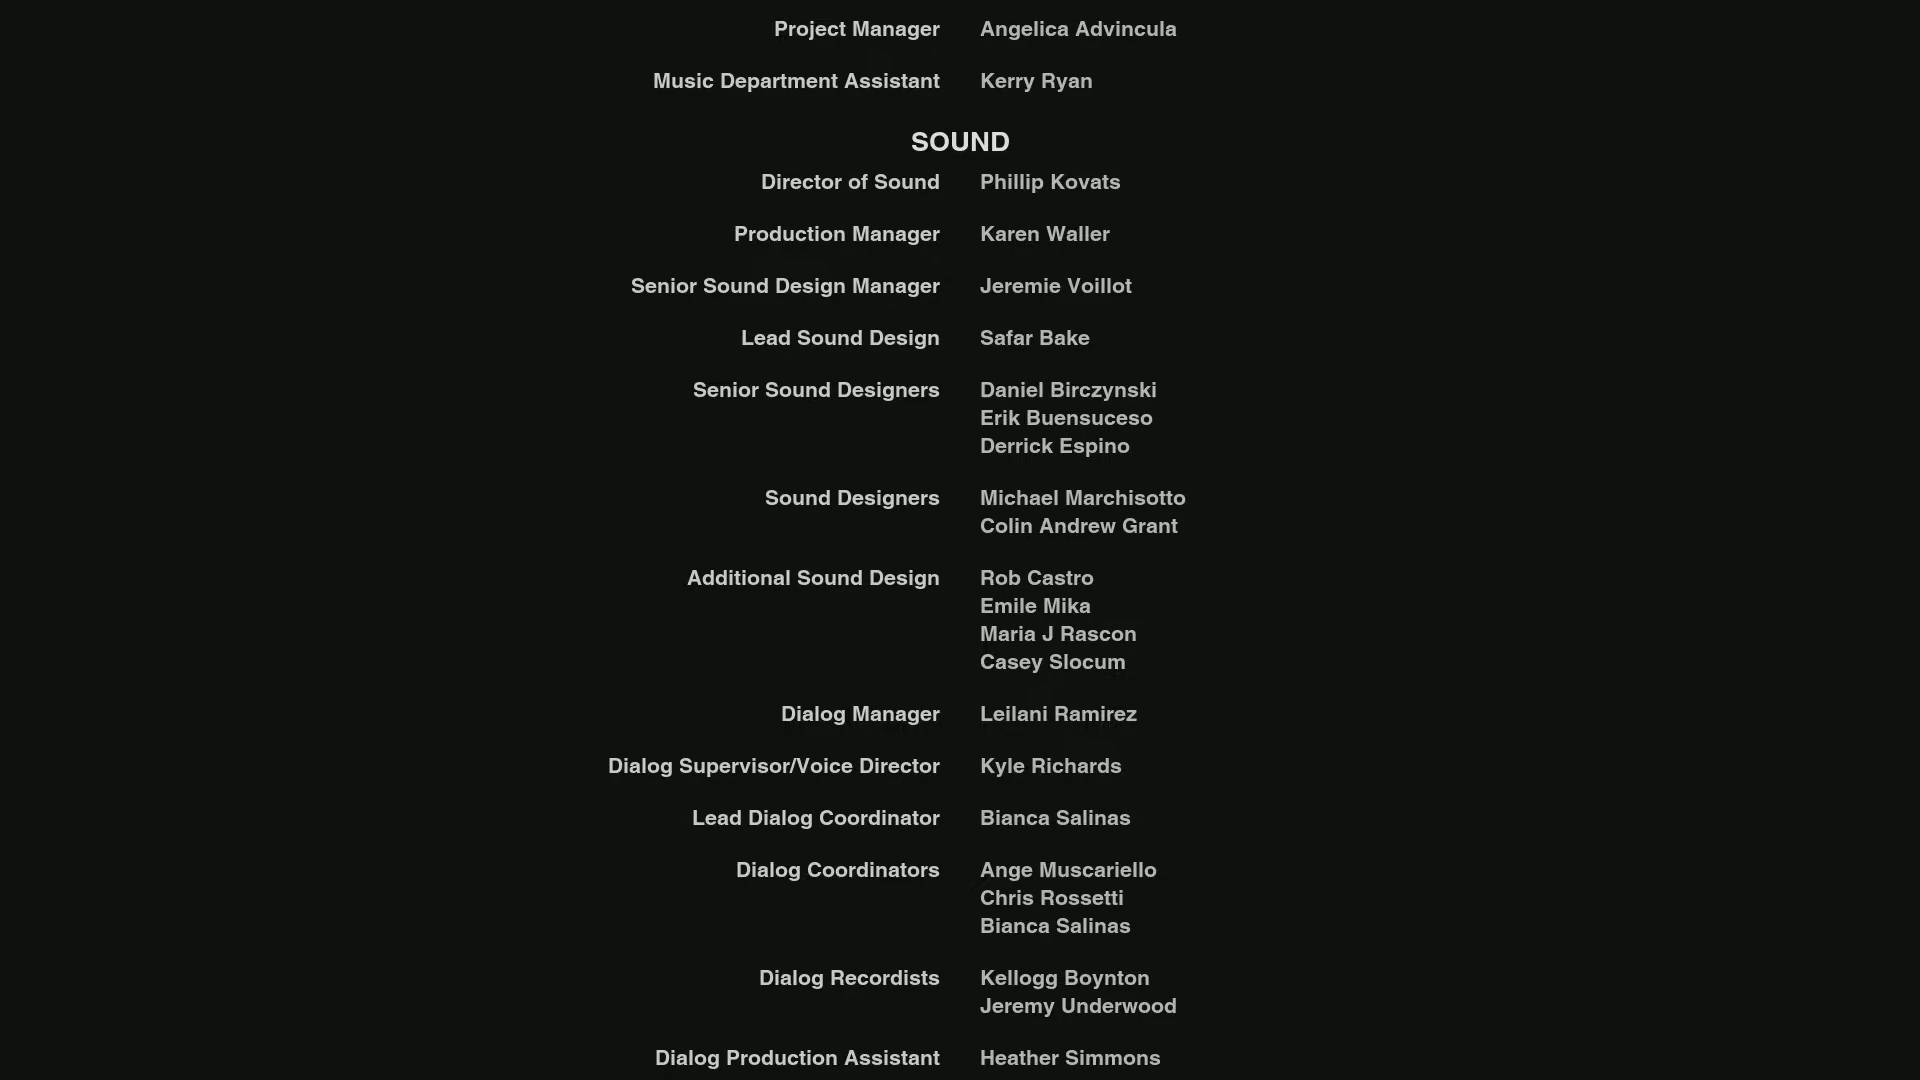 Project Manager Angelica Advincula
Music Department Assistant Kerry Ryan
SOUND
Director of Sound Phillip Kovats
Production Manager Karen Waller
Senior Sound Design Manager Jeremie Voillot
Lead Sound Design Safar Bake
Senior Sound Designers Daniel Birczynski
Erik Buensuceso
Derrick Espino
Sound Designers Michael Marchisotto
Colin Andrew Grant
Additional Sound Design Rob Castro
Emile Mika
Maria J Rascon
Casey Slocum
Dialog Manager Leilani Ramirez
Dialog Supervisor/Voice Director Kyle Richards
Lead Dialog Coordinator Bianca Salinas
Dialog Coordinators Ange Muscariello
Chris Rossetti
Bianca Salinas
Dialog Recordists Kellogg Boynton
Jeremy Underwood
Dialog Production Assistant Heather Simmons